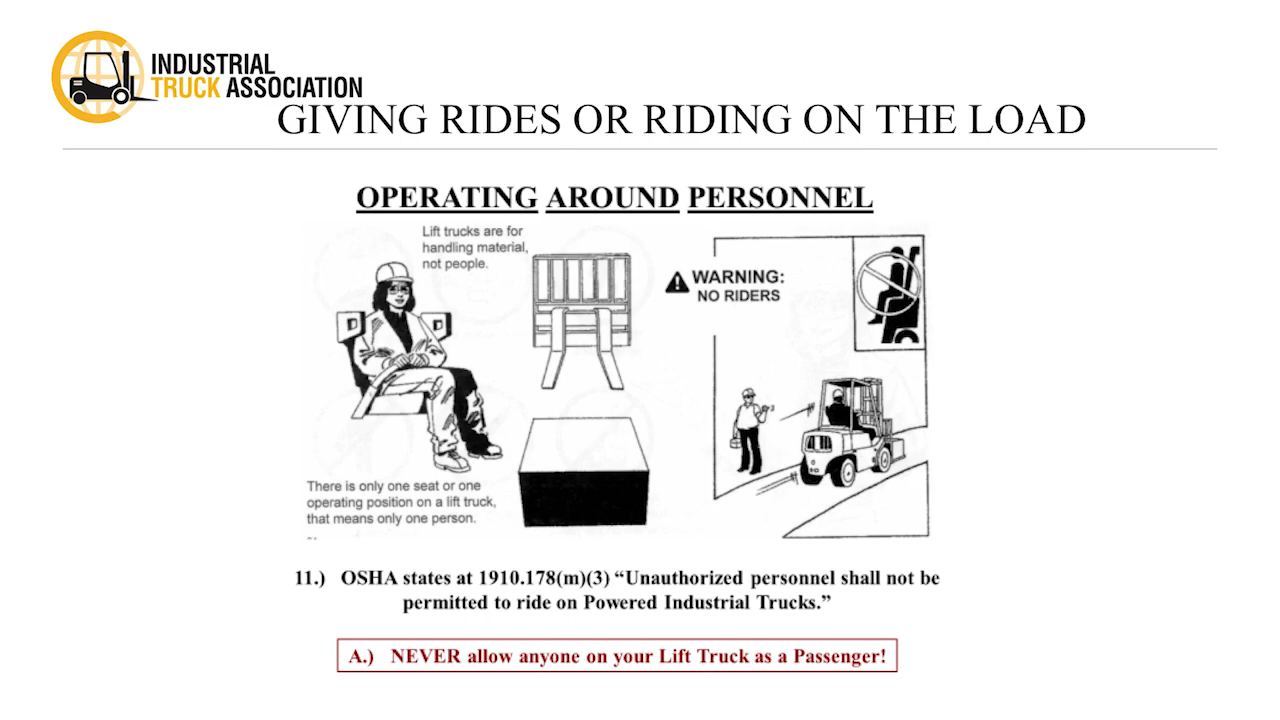 INDUSTRIAL
TRUCK ASSOCIATION
GIVING RIDES OR RIDING ON THE LOAD
OPERATING AROUND PERSONNEL
Lift trucks are for
handling material,
not people.
WARNING:
NO RIDERS
There is only one seat or one
operating position on a lift truck,
that means only one person.
11.) OSHA states at 1910.178(m)(3) “Unauthorized personnel shall not be
permitted to ride on Powered Industrial Trucks.”
A.) NEVER allow anyone on your Lift Truck as a Passenger!